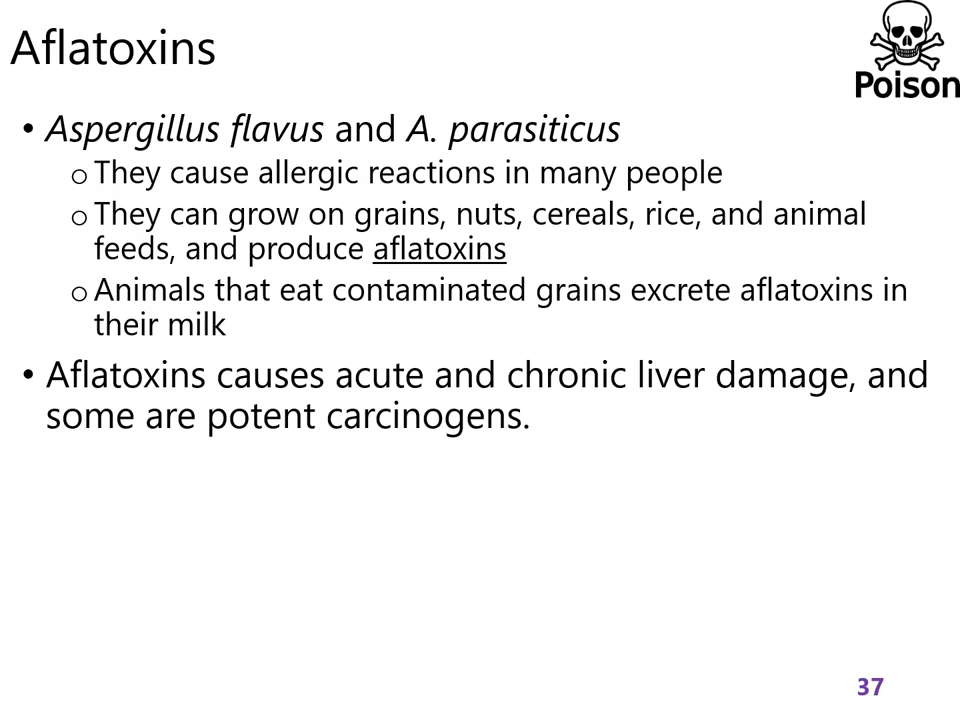 Aflatoxins
Poison
• Aspergillus flavus and A. parasiticus
o They cause allergic reactions in many people
o They can grow on grains, nuts, cereals, rice, and animal
feeds, and produce aflatoxins
o Animals that eat contaminated grains excrete aflatoxins in
their milk
• Aflatoxins causes acute and chronic liver damage, and
some are potent carcinogens.
37